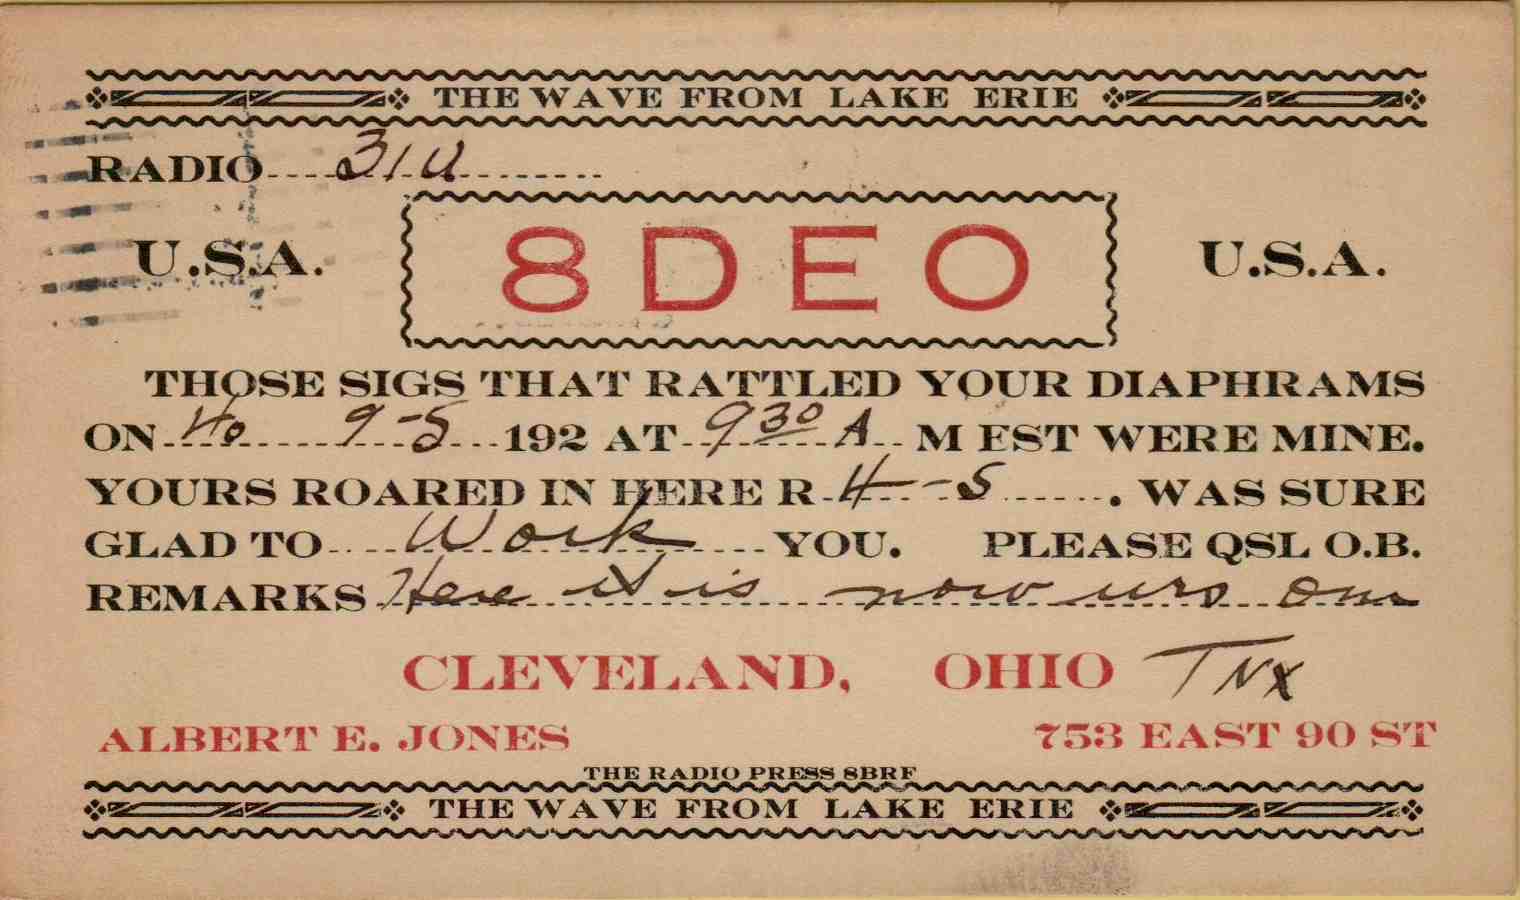 THE WAVE FROM LAKE ERIE
RADIO 3IU
U.S.A. 8DEO U.S.A.
THOSE SIGS THAT RATTLED YOUR DIAPHRAMS
ON 9-5 192 AT 9 30 A M EST WERE MINE.
YOURS ROARED IN HERE R 4-5 . WAS SURE
GLAD TO Work YOU. PLEASE QSL O.B.
REMARKS Here it is now urs om
CLEVELAND, OHIO TNX
ALBERT E. JONES 753 EAST 90 ST
THE RADIO PRESS 8BRF
THE WAVE FROM LAKE ERIE